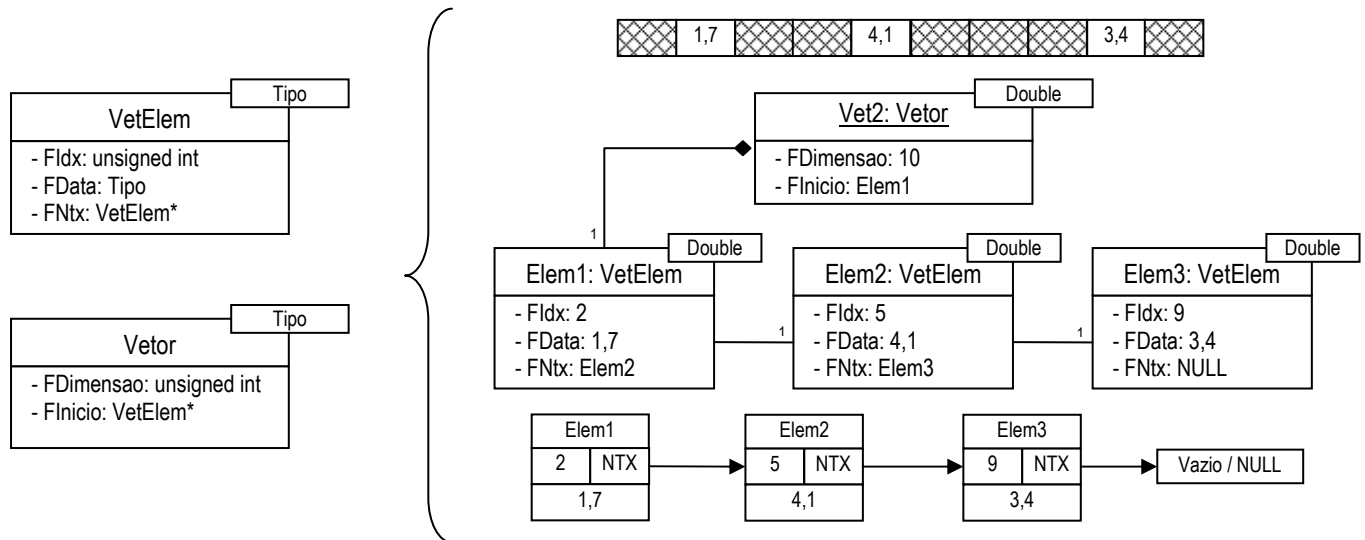 1,7 4,1 3,4
Tipo
VetElem
- FIdx: unsigned int
- FData: Tipo
- FNtx: VetElem*
Tipo
Vetor
- FDimensao: unsigned int
- FInicio: VetElem*
Double
Vet2: Vetor
- FDimensao: 10
- FInicio: Elem1
1
Double
Elem1: VetElem
- FIdx: 2
- FData: 1,7
- FNtx: Elem2
1
Double
Elem2: VetElem
- FIdx: 5
- FData: 4,1
- FNtx: Elem3
1
Double
Elem3: VetElem
- FIdx: 9
- FData: 3,4
- FNtx: NULL
Elem1
2 NTX
1,7
Elem2
5 NTX
4,1
Elem3
9 NTX
3,4
Vazio / NULL